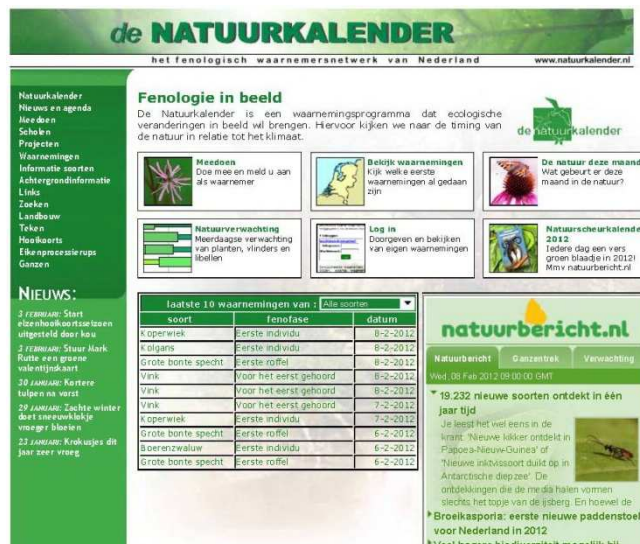 de NATUURKALENDER
het fenologisch waarnemersnetwerk van Nederland
www.natuurkalender.nl
Natuurkalender
Nieuws en agenda
Meedoen
Scholen
Projecten
Waarnemingen
Informatie soorten
Achtergrondinformatie
Links
Zoeken
Landbouw
Teken
Hooikoorts
Eikenprocessierups
Ganzen
NIEUWS:
3 FEBRUARI: Start
elzenhooikoortsseizoen
uitgesteld door kou
3 FEBRUARI: Stuur Mark
Rutte een groene
valentijnskaart
30 JANUARI: Kortere
tulpen na vorst
29 JANUARI: Zachte winter
doet sneeuwklokje
vroeger bloeien
23 JANUARI: Krokusjes dit
jaar zeer vroeg
Fenologie in beeld
De Natuurkalender is een waarnemingsprogramma dat ecologische
veranderingen in beeld wil brengen. Hiervoor kijken we naar de timing van
de natuur in relatie tot het klimaat.
de natuurkalender
Meedoen
Doe mee en meld u aan
als waarnemer
Bekijk waarnemingen
Kijk welke eerste
waarnemingen al gedaan
zijn
De natuur deze maand
Wat gebeurt er deze
maand in de natuur?
Natuurverwachting
Meerdaagse verwachting
van planten, vlinders en
libellen
Log in
Doorgeven en bekijken
van eigen waarnemingen
Natuurscheurkalende
2012
Iedere dag een vers
groen blaadje in 2012!
Mmv natuurbericht.nl
laatste 10 waarnemingen van : Alle soorten
soort fenofase datum
Koperwiek Eerste individu 8-2-2012
Kolgans Eerste individu 8-2-2012
Grote bonte specht Eerste roffel 8-2-2012
Vink Voor het eerst gehoord 8-2-2012
Vink Voor het eerst gehoord 8-2-2012
Vink Voor het eerst gehoord 7-2-2012
Koperwiek Eerste individu 7-2-2012
Grote bonte specht Eerste roffel 6-2-2012
Boerenzwaluw Eerste individu 6-2-2012
Grote bonte specht Eerste roffel 6-2-2012
natuurbericht.nl
Natuurbericht Ganzentrek Verwachting
Wed, 08 Feb 2012 09:00:00 GMT
19.232 nieuwe soorten ontdekt in één
jaar tijd
Je leest het wel eens in de
krant: 'Nieuwe kikker ontdekt in
Papoea-Nieuw-Guinea' of
'Nieuwe inktvissoort duikt op in
Antarctische diepzee'. De
ontdekkingen die de media halen vormen
slechts het topje van de ijsberg. En hoewel de
Broeikasporia: eerste nieuwe paddenstoel
voor Nederland in 2012